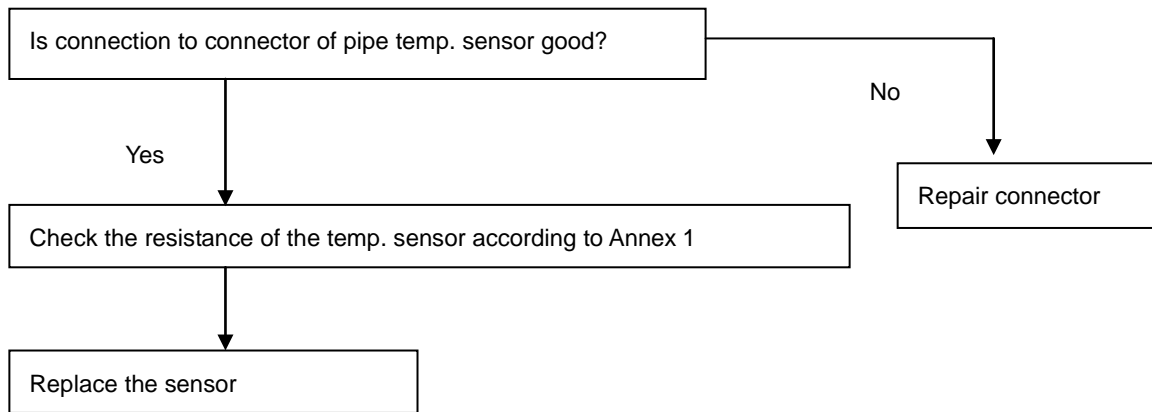 Is connection to connector of pipe temp. sensor good?
No
Yes
Repair connector
Check the resistance of the temp. sensor according to Annex 1
Replace the sensor